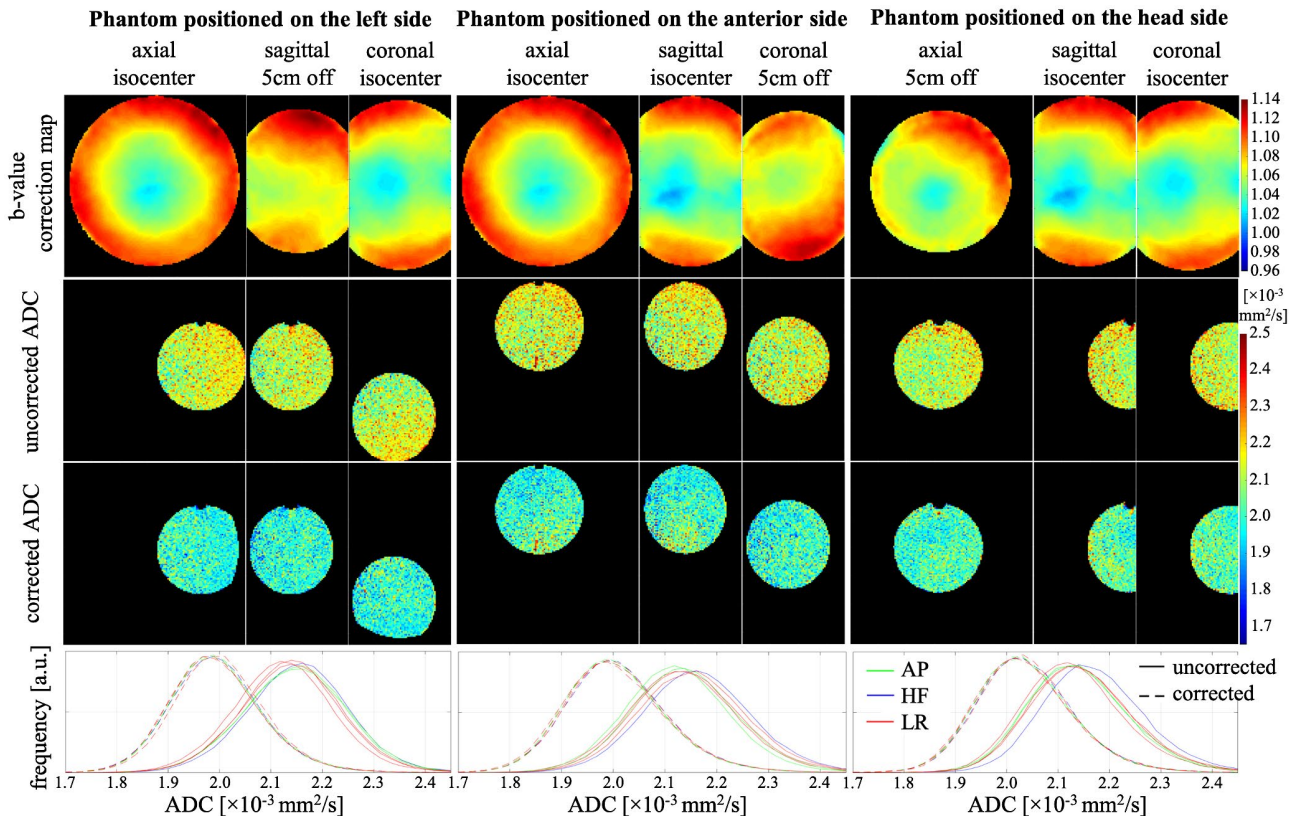 Phantom positioned on the left side
Phantom positioned on the anterior side
Phantom positioned on the head side
axial
isocenter
sagittal
5cm off
coronal
isocenter
axial
isocenter
sagittal
isocenter
coronal
5cm off
axial
5cm off
sagittal
isocenter
coronal
isocenter
b-value
correction map
1.14
1.12
1.10
1.08
1.06
1.04
1.02
1.00
0.98
0.96
uncorrected ADC
[×10⁻³
mm²/s]
2.5
2.4
2.3
2.2
2.1
2.0
1.9
1.8
1.7
corrected ADC
frequency [a.u.]
AP
HF
LR
uncorrected
corrected
1.7 1.8 1.9 2.0 2.1 2.2 2.3 2.4
1.7 1.8 1.9 2.0 2.1 2.2 2.3 2.4
1.7 1.8 1.9 2.0 2.1 2.2 2.3 2.4
ADC [×10⁻³ mm²/s]
ADC [×10⁻³ mm²/s]
ADC [×10⁻³ mm²/s]